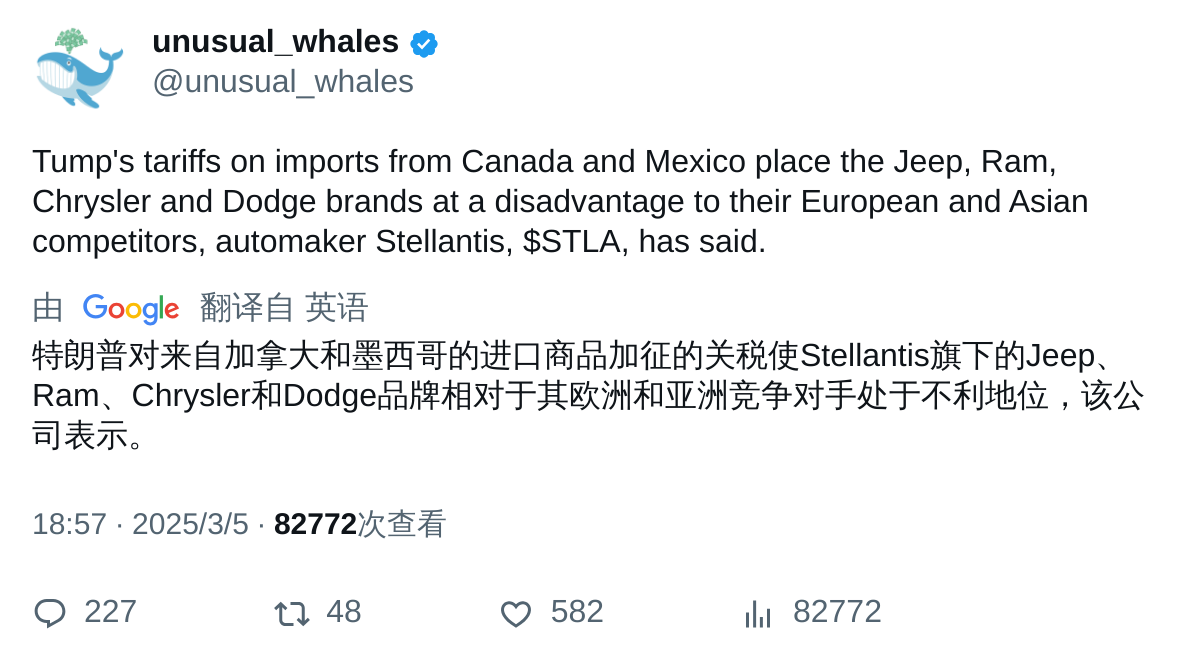 unusual_whales
@unusual_whales
Tump's tariffs on imports from Canada and Mexico place the Jeep, Ram,
Chrysler and Dodge brands at a disadvantage to their European and Asian
competitors, automaker Stellantis, $STLA, has said.
由 Google 翻译自 英语
特朗普对来自加拿大和墨西哥的进口商品加征的关税使Stellantis旗下的Jeep、
Ram、Chrysler和Dodge品牌相对于其欧洲和亚洲竞争对手处于不利地位，该公
司表示。
18:57 · 2025/3/5 · 82772次查看
227 48 582 82772